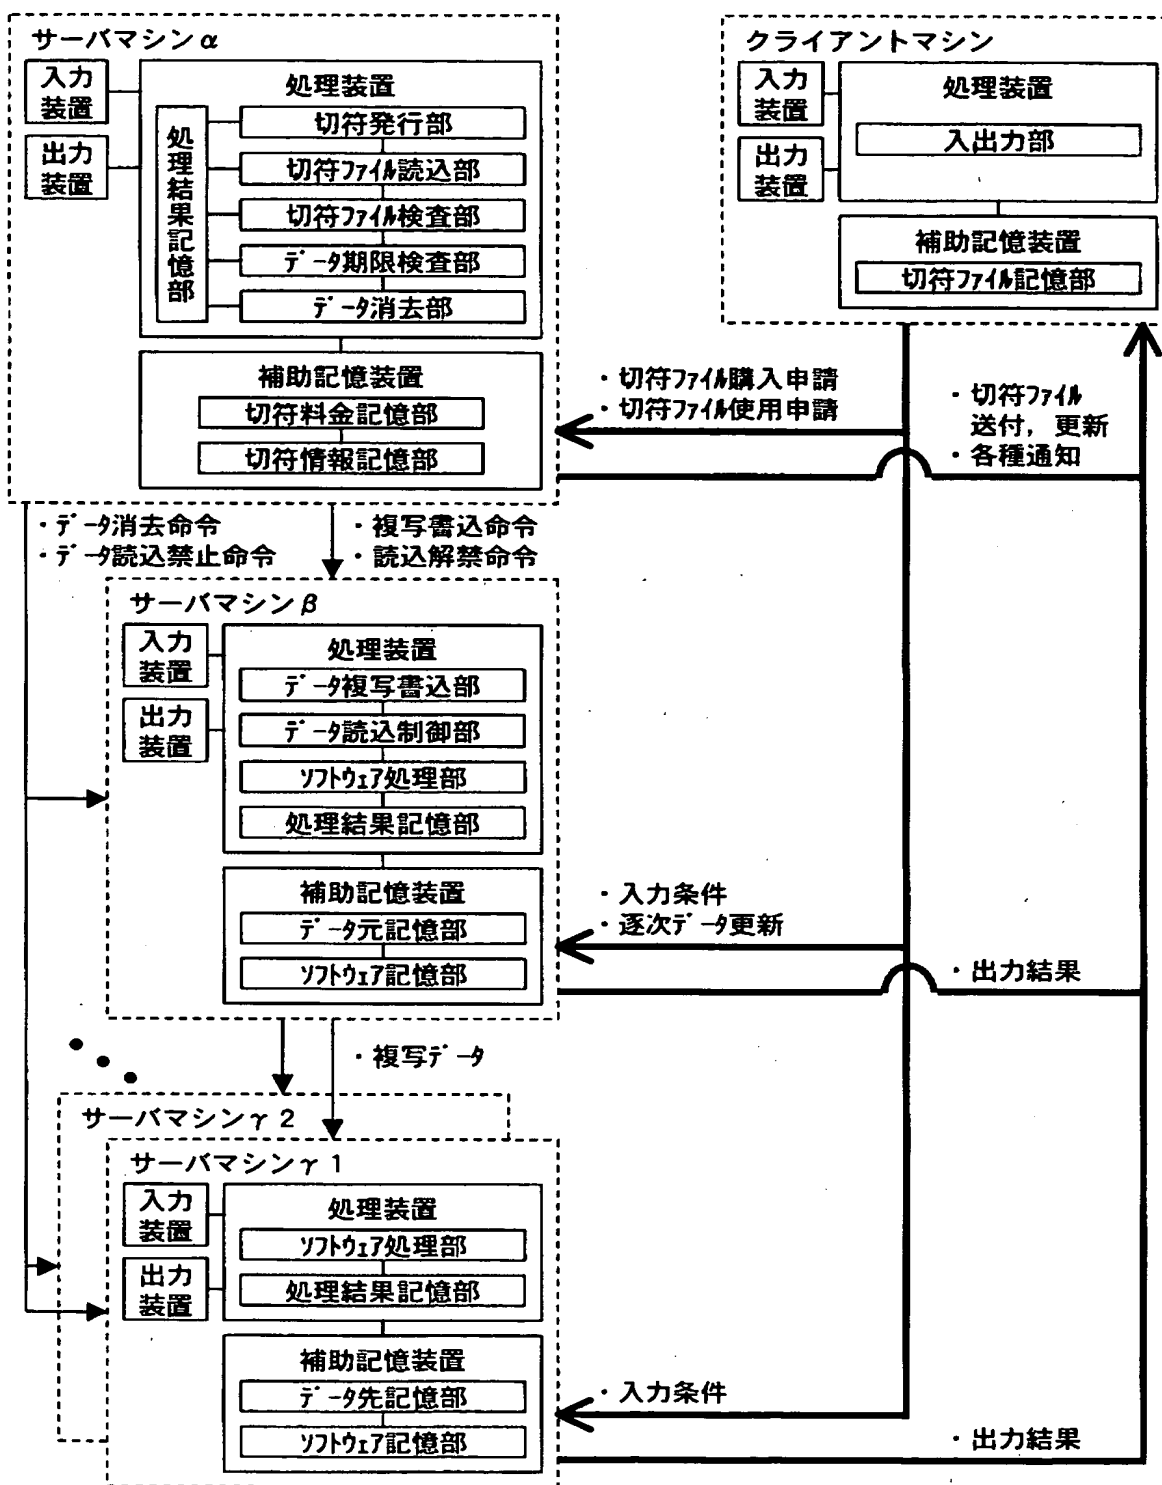 サーバマシンα
入力
装置
出力
装置
処理装置
処理結果記憶部
切符発行部
切符ファイル読込部
切符ファイル検査部
データ期限検査部
データ消去部
補助記憶装置
切符料金記憶部
切符情報記憶部
クライアントマシン
入力
装置
出力
装置
処理装置
入出力部
補助記憶装置
切符ファイル記憶部
・切符ファイル購入申請
・切符ファイル使用申請
・切符ファイル
送付，更新
・各種通知
・データ消去命令
・データ読込禁止命令
・複写書込命令
・読込解禁命令
サーバマシンβ
入力
装置
出力
装置
処理装置
データ複写書込部
データ読込制御部
ソフトウェア処理部
処理結果記憶部
補助記憶装置
データ元記憶部
ソフトウェア記憶部
・入力条件
・逐次データ更新
・出力結果
・複写データ
サーバマシンγ2
サーバマシンγ1
入力
装置
出力
装置
処理装置
ソフトウェア処理部
処理結果記憶部
補助記憶装置
データ先記憶部
ソフトウェア記憶部
・入力条件
・出力結果